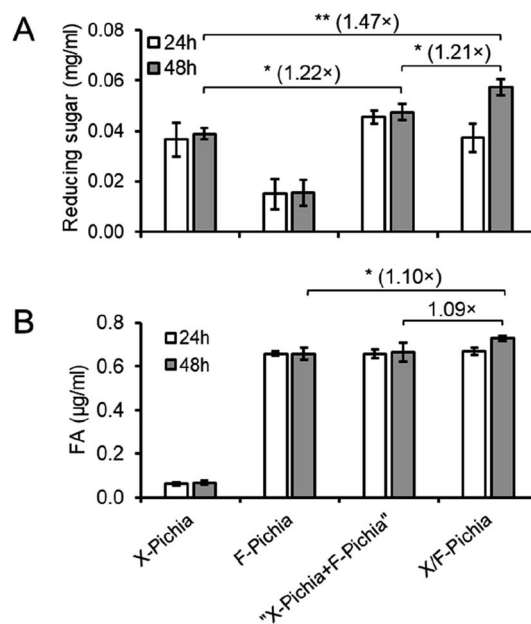 A
** (1.47×)
24h
48h
* (1.22×)
* (1.21×)
Reducing sugar (mg/ml)
0.08
0.06
0.04
0.02
0.00
B
* (1.10×)
1.09×
24h
48h
FA (µg/ml)
0.8
0.6
0.4
0.2
0.0
X-Pichia
F-Pichia
"X-Pichia+F-Pichia"
X/F-Pichia